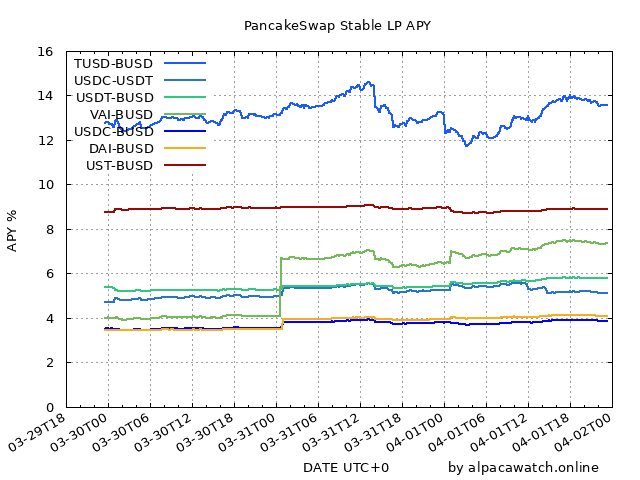 PancakeSwap Stable LP APY
16
14
12
10
8
6
4
2
0
APY %
TUSD-BUSD
USDC-USDT
USDT-BUSD
VAI-BUSD
USDC-BUSD
DAI-BUSD
UST-BUSD
03-29T18
03-30T00
03-30T06
03-30T12
03-30T18
03-31T00
03-31T06
03-31T12
03-31T18
04-01T00
04-01T06
04-01T12
04-01T18
04-02T00
DATE UTC+0
by alpacawatch.online